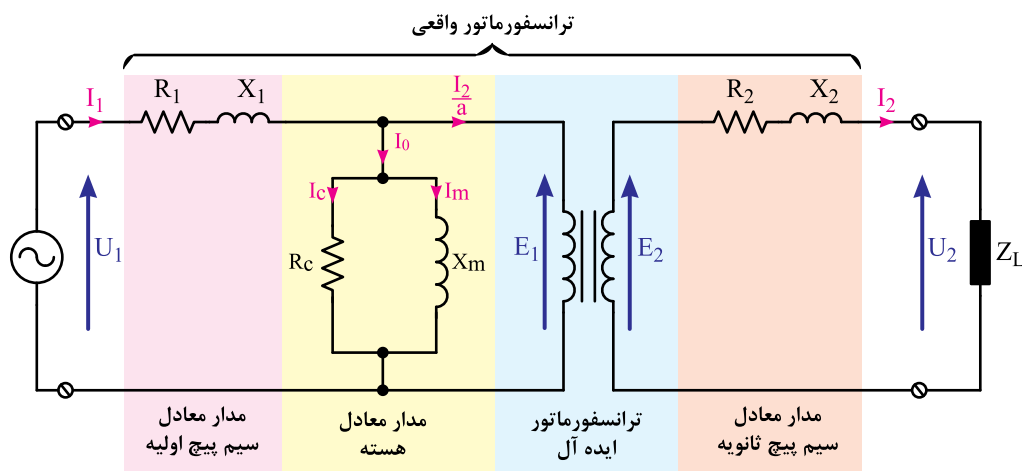 ترانسفورماتور واقعی
R1
X1
R2
X2
I1
I2
a
I2
I0
Ic
Im
U1
Rc
Xm
E1
E2
U2
ZL
مدار معادل
سیم پیچ اولیه
مدار معادل
هسته
ترانسفورماتور
ایده آل
مدار معادل
سیم پیچ ثانویه